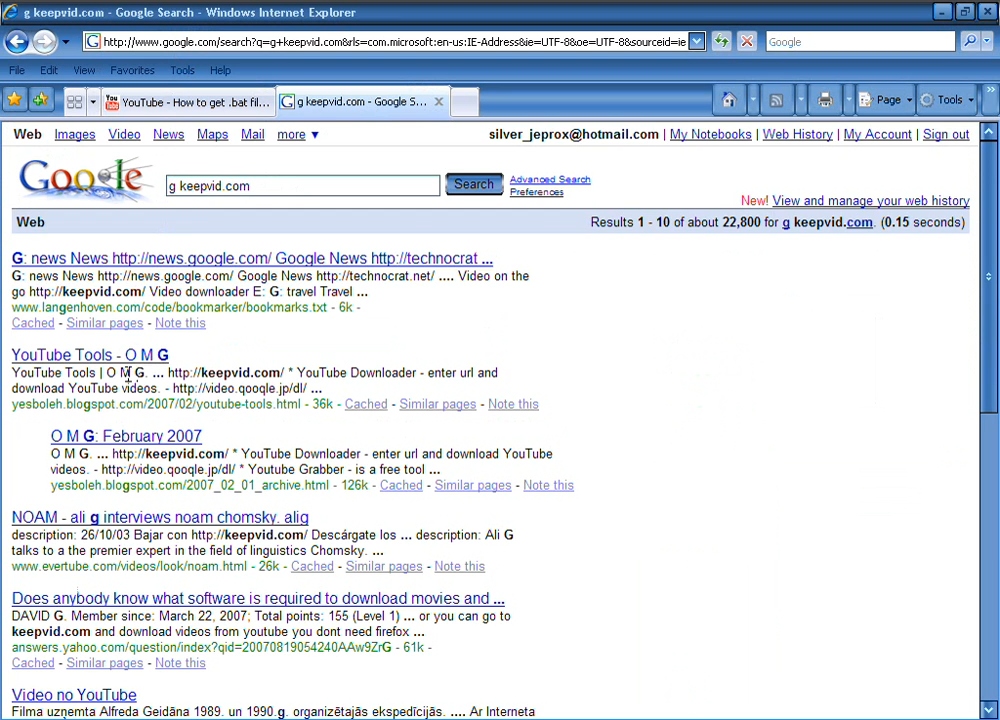 g keepvid.com - Google Search - Windows Internet Explorer
http://www.google.com/search?q=g+keepvid.com&rls=com.microsoft:en-us:IE-Address&ie=UTF-8&oe=UTF-8&sourceid=ie
Google
File Edit View Favorites Tools Help
YouTube - How to get .bat fil...
g keepvid.com - Google S...
Page Tools
Web Images Video News Maps Mail more ▼
silver_jeprox@hotmail.com | My Notebooks | Web History | My Account | Sign out
Google
g keepvid.com
Search
Advanced Search
Preferences
New! View and manage your web history
Web
Results 1 - 10 of about 22,800 for g keepvid.com. (0.15 seconds)
G: news News http://news.google.com/ Google News http://technocrat ...
G: news News http://news.google.com/ Google News http://technocrat.net/ .... Video on the
go http://keepvid.com/ Video downloader E: G: travel Travel ...
www.langenhoven.com/code/bookmarker/bookmarks.txt - 6k -
Cached - Similar pages - Note this
YouTube Tools - O M G
YouTube Tools | O M G. ... http://keepvid.com/ * YouTube Downloader - enter url and
download YouTube videos. - http://video.qooqle.jp/dl/ ...
yesboleh.blogspot.com/2007/02/youtube-tools.html - 36k - Cached - Similar pages - Note this
O M G: February 2007
O M G. ... http://keepvid.com/ * YouTube Downloader - enter url and download YouTube
videos. - http://video.qooqle.jp/dl/ * Youtube Grabber - is a free tool ...
yesboleh.blogspot.com/2007_02_01_archive.html - 126k - Cached - Similar pages - Note this
NOAM - ali g interviews noam chomsky. alig
description: 26/10/03 Bajar con http://keepvid.com/ Descárgate los ... description: Ali G
talks to a the premier expert in the field of linguistics Chomsky. ...
www.evertube.com/videos/look/noam.html - 26k - Cached - Similar pages - Note this
Does anybody know what software is required to download movies and ...
DAVID G. Member since: March 22, 2007; Total points: 155 (Level 1) ... or you can go to
keepvid.com and download videos from youtube you dont need firefox ...
answers.yahoo.com/question/index?qid=20070819054240AAw9ZrG - 61k -
Cached - Similar pages - Note this
Video no YouTube
Filma uzņemta Alfreda Geidāna 1989. un 1990.g. organizētajās ekspedīcijās. .... Ar Interneta